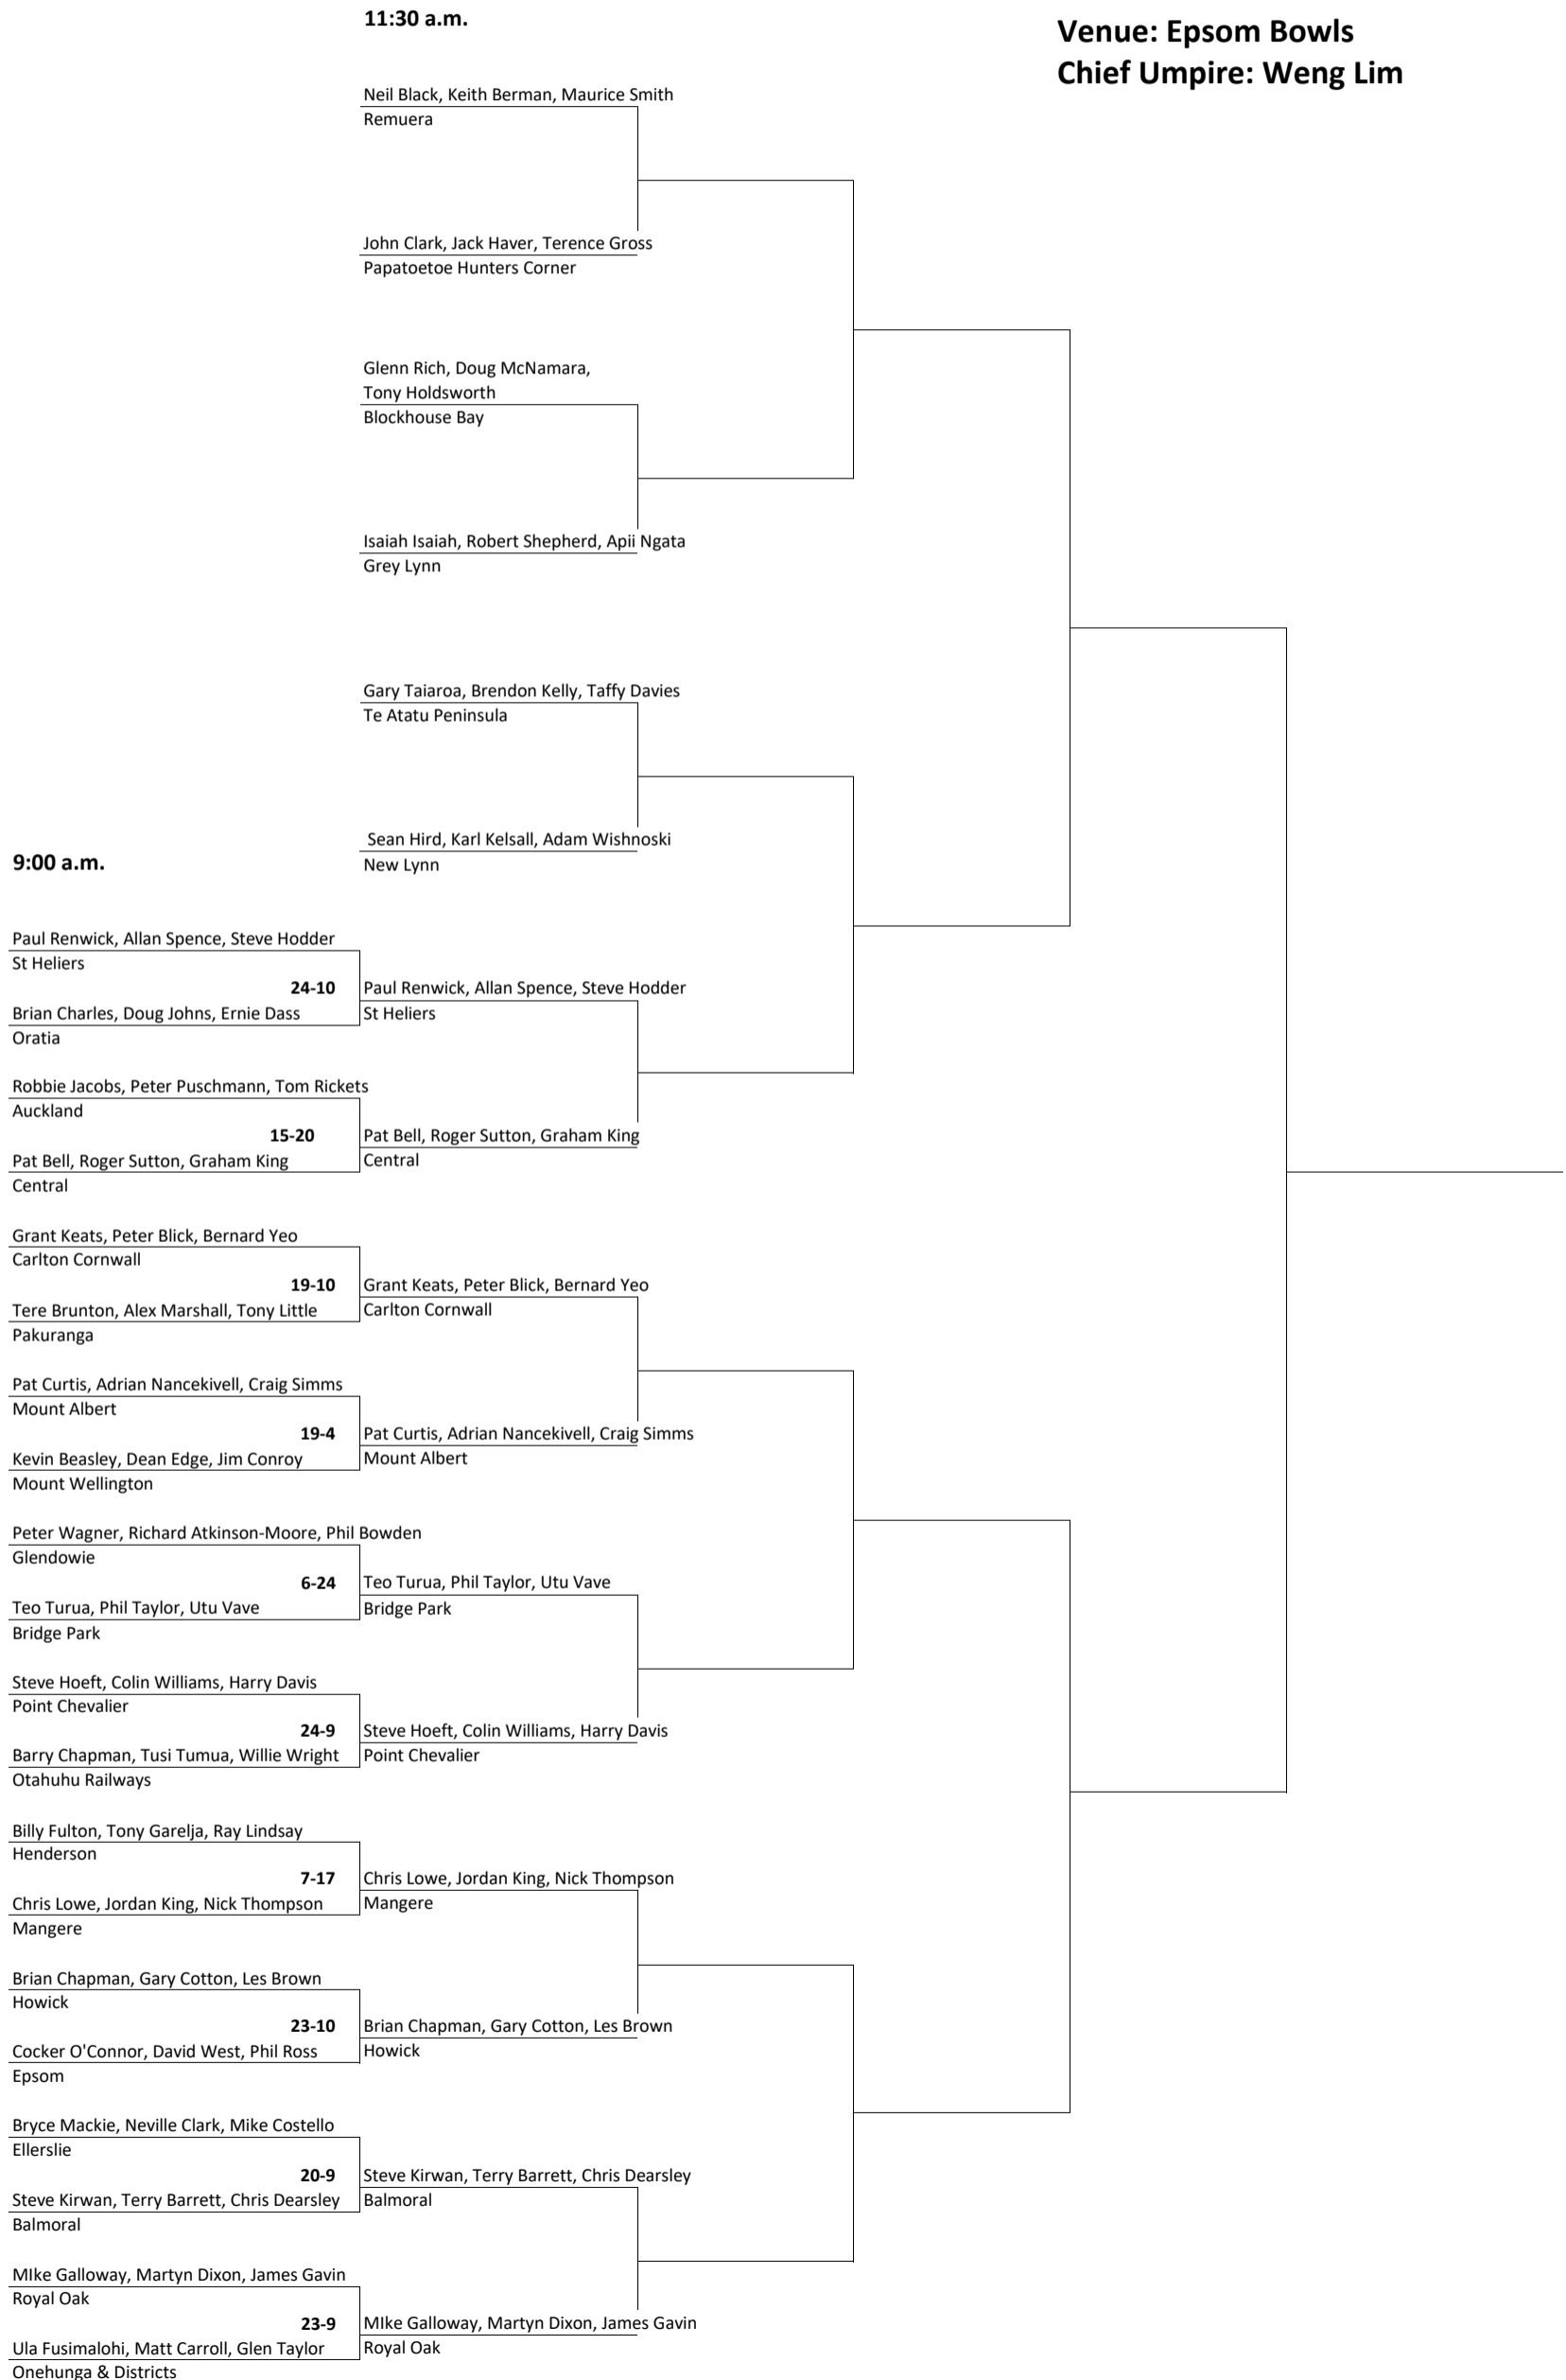 11:30 a.m.
Venue: Epsom Bowls
Chief Umpire: Weng Lim
Neil Black, Keith Berman, Maurice Smith
Remuera
John Clark, Jack Haver, Terence Gross
Papatoetoe Hunters Corner
Glenn Rich, Doug McNamara,
Tony Holdsworth
Blockhouse Bay
Isaiah Isaiah, Robert Shepherd, Apii Ngata
Grey Lynn
Gary Taiaroa, Brendon Kelly, Taffy Davies
Te Atatu Peninsula
Sean Hird, Karl Kelsall, Adam Wishnoski
New Lynn
9:00 a.m.
Paul Renwick, Allan Spence, Steve Hodder
St Heliers
24-10
Brian Charles, Doug Johns, Ernie Dass
Oratia
Paul Renwick, Allan Spence, Steve Hodder
St Heliers
Robbie Jacobs, Peter Puschmann, Tom Rickets
Auckland
15-20
Pat Bell, Roger Sutton, Graham King
Central
Pat Bell, Roger Sutton, Graham King
Central
Grant Keats, Peter Blick, Bernard Yeo
Carlton Cornwall
19-10
Tere Brunton, Alex Marshall, Tony Little
Pakuranga
Grant Keats, Peter Blick, Bernard Yeo
Carlton Cornwall
Pat Curtis, Adrian Nancekivell, Craig Simms
Mount Albert
19-4
Kevin Beasley, Dean Edge, Jim Conroy
Mount Wellington
Pat Curtis, Adrian Nancekivell, Craig Simms
Mount Albert
Peter Wagner, Richard Atkinson-Moore, Phil Bowden
Glendowie
6-24
Teo Turua, Phil Taylor, Utu Vave
Bridge Park
Teo Turua, Phil Taylor, Utu Vave
Bridge Park
Steve Hoeft, Colin Williams, Harry Davis
Point Chevalier
24-9
Barry Chapman, Tusi Tumua, Willie Wright
Otahuhu Railways
Steve Hoeft, Colin Williams, Harry Davis
Point Chevalier
Billy Fulton, Tony Garelja, Ray Lindsay
Henderson
7-17
Chris Lowe, Jordan King, Nick Thompson
Mangere
Chris Lowe, Jordan King, Nick Thompson
Mangere
Brian Chapman, Gary Cotton, Les Brown
Howick
23-10
Cocker O'Connor, David West, Phil Ross
Epsom
Brian Chapman, Gary Cotton, Les Brown
Howick
Bryce Mackie, Neville Clark, Mike Costello
Ellerslie
20-9
Steve Kirwan, Terry Barrett, Chris Dearsley
Balmoral
Steve Kirwan, Terry Barrett, Chris Dearsley
Balmoral
MIke Galloway, Martyn Dixon, James Gavin
Royal Oak
23-9
Ula Fusimalohi, Matt Carroll, Glen Taylor
Onehunga & Districts
MIke Galloway, Martyn Dixon, James Gavin
Royal Oak